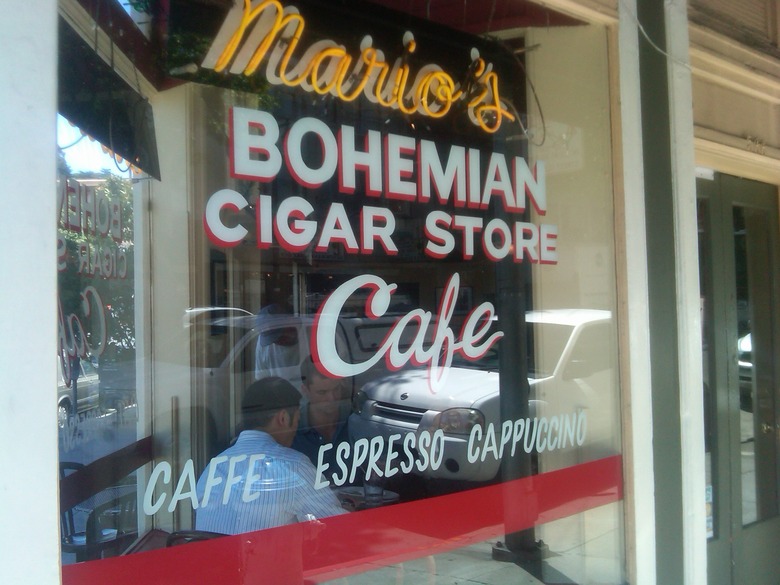 Mario's
BOHEMIAN
CIGAR STORE
Cafe
CAFFE ESPRESSO CAPPUCCINO